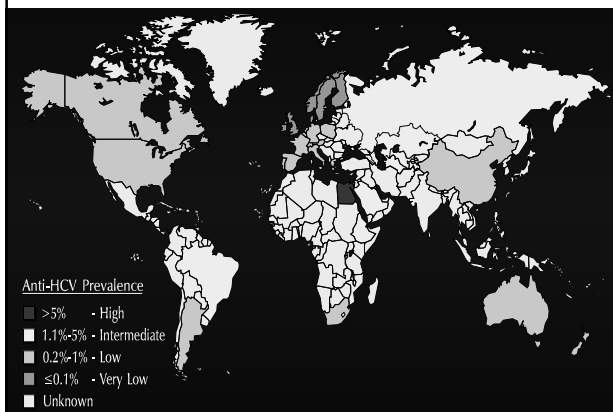 Anti-HCV Prevalence
>5% - High
1.1%-5% - Intermediate
0.2%-1% - Low
≤0.1% - Very Low
Unknown